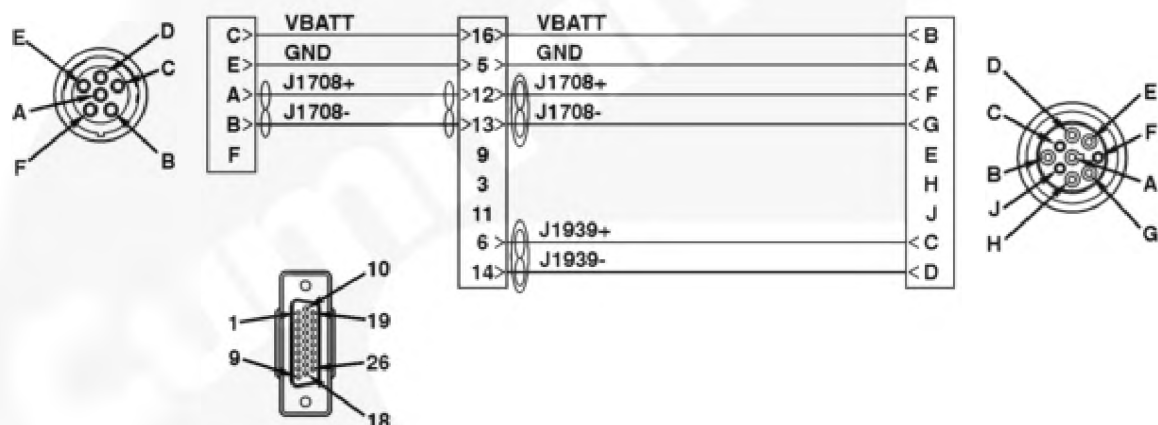 E
D
C
A
F
B
C> VBATT >16> VBATT <B
E> GND >5> GND <A
A> J1708+ >12> J1708+ <F
B> J1708- >13> J1708- <G
F 9 E
3 H
11 J
6> J1939+ <C
14> J1939- <D
D
E
C
F
B
A
J
G
H
10
1
19
9
26
18
Cummins